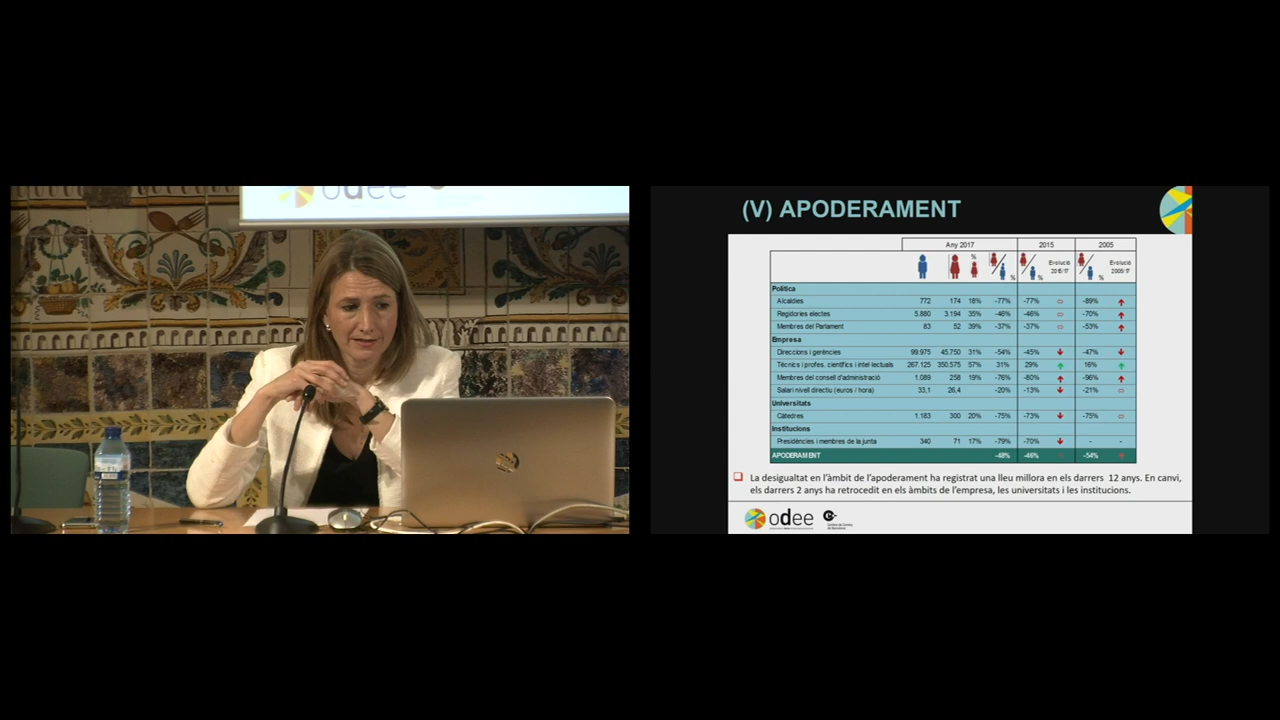 odee
(V) APODERAMENT
Any 2017 2015 2005
% % % Evolució 2015/17 % Evolució 2005/17
Política
Alcaldies 772 174 18% -77% -77% -89%
Regidories electes 5.880 3.194 35% -46% -46% -70%
Membres del Parlament 83 52 39% -37% -37% -53%
Empresa
Direccions i gerències 99.975 45.750 31% -54% -45% -47%
Tècnics i profes. científics i intel·lectuals 267.125 350.575 57% 31% 29% 16%
Membres del consell d'administració 1.089 258 19% -76% -80% -96%
Salari nivell directiu (euros / hora) 33,1 26,4 -20% -13% -21%
Universitats
Càtedres 1.183 300 20% -75% -73% -75%
Institucions
Presidències i membres de la junta 340 71 17% -79% -70% - -
APODERAMENT -48% -46% -54%
La desigualtat en l'àmbit de l'apoderament ha registrat una lleu millora en els darrers 12 anys. En canvi,
els darrers 2 anys ha retrocedit en els àmbits de l'empresa, les universitats i les institucions.
odee